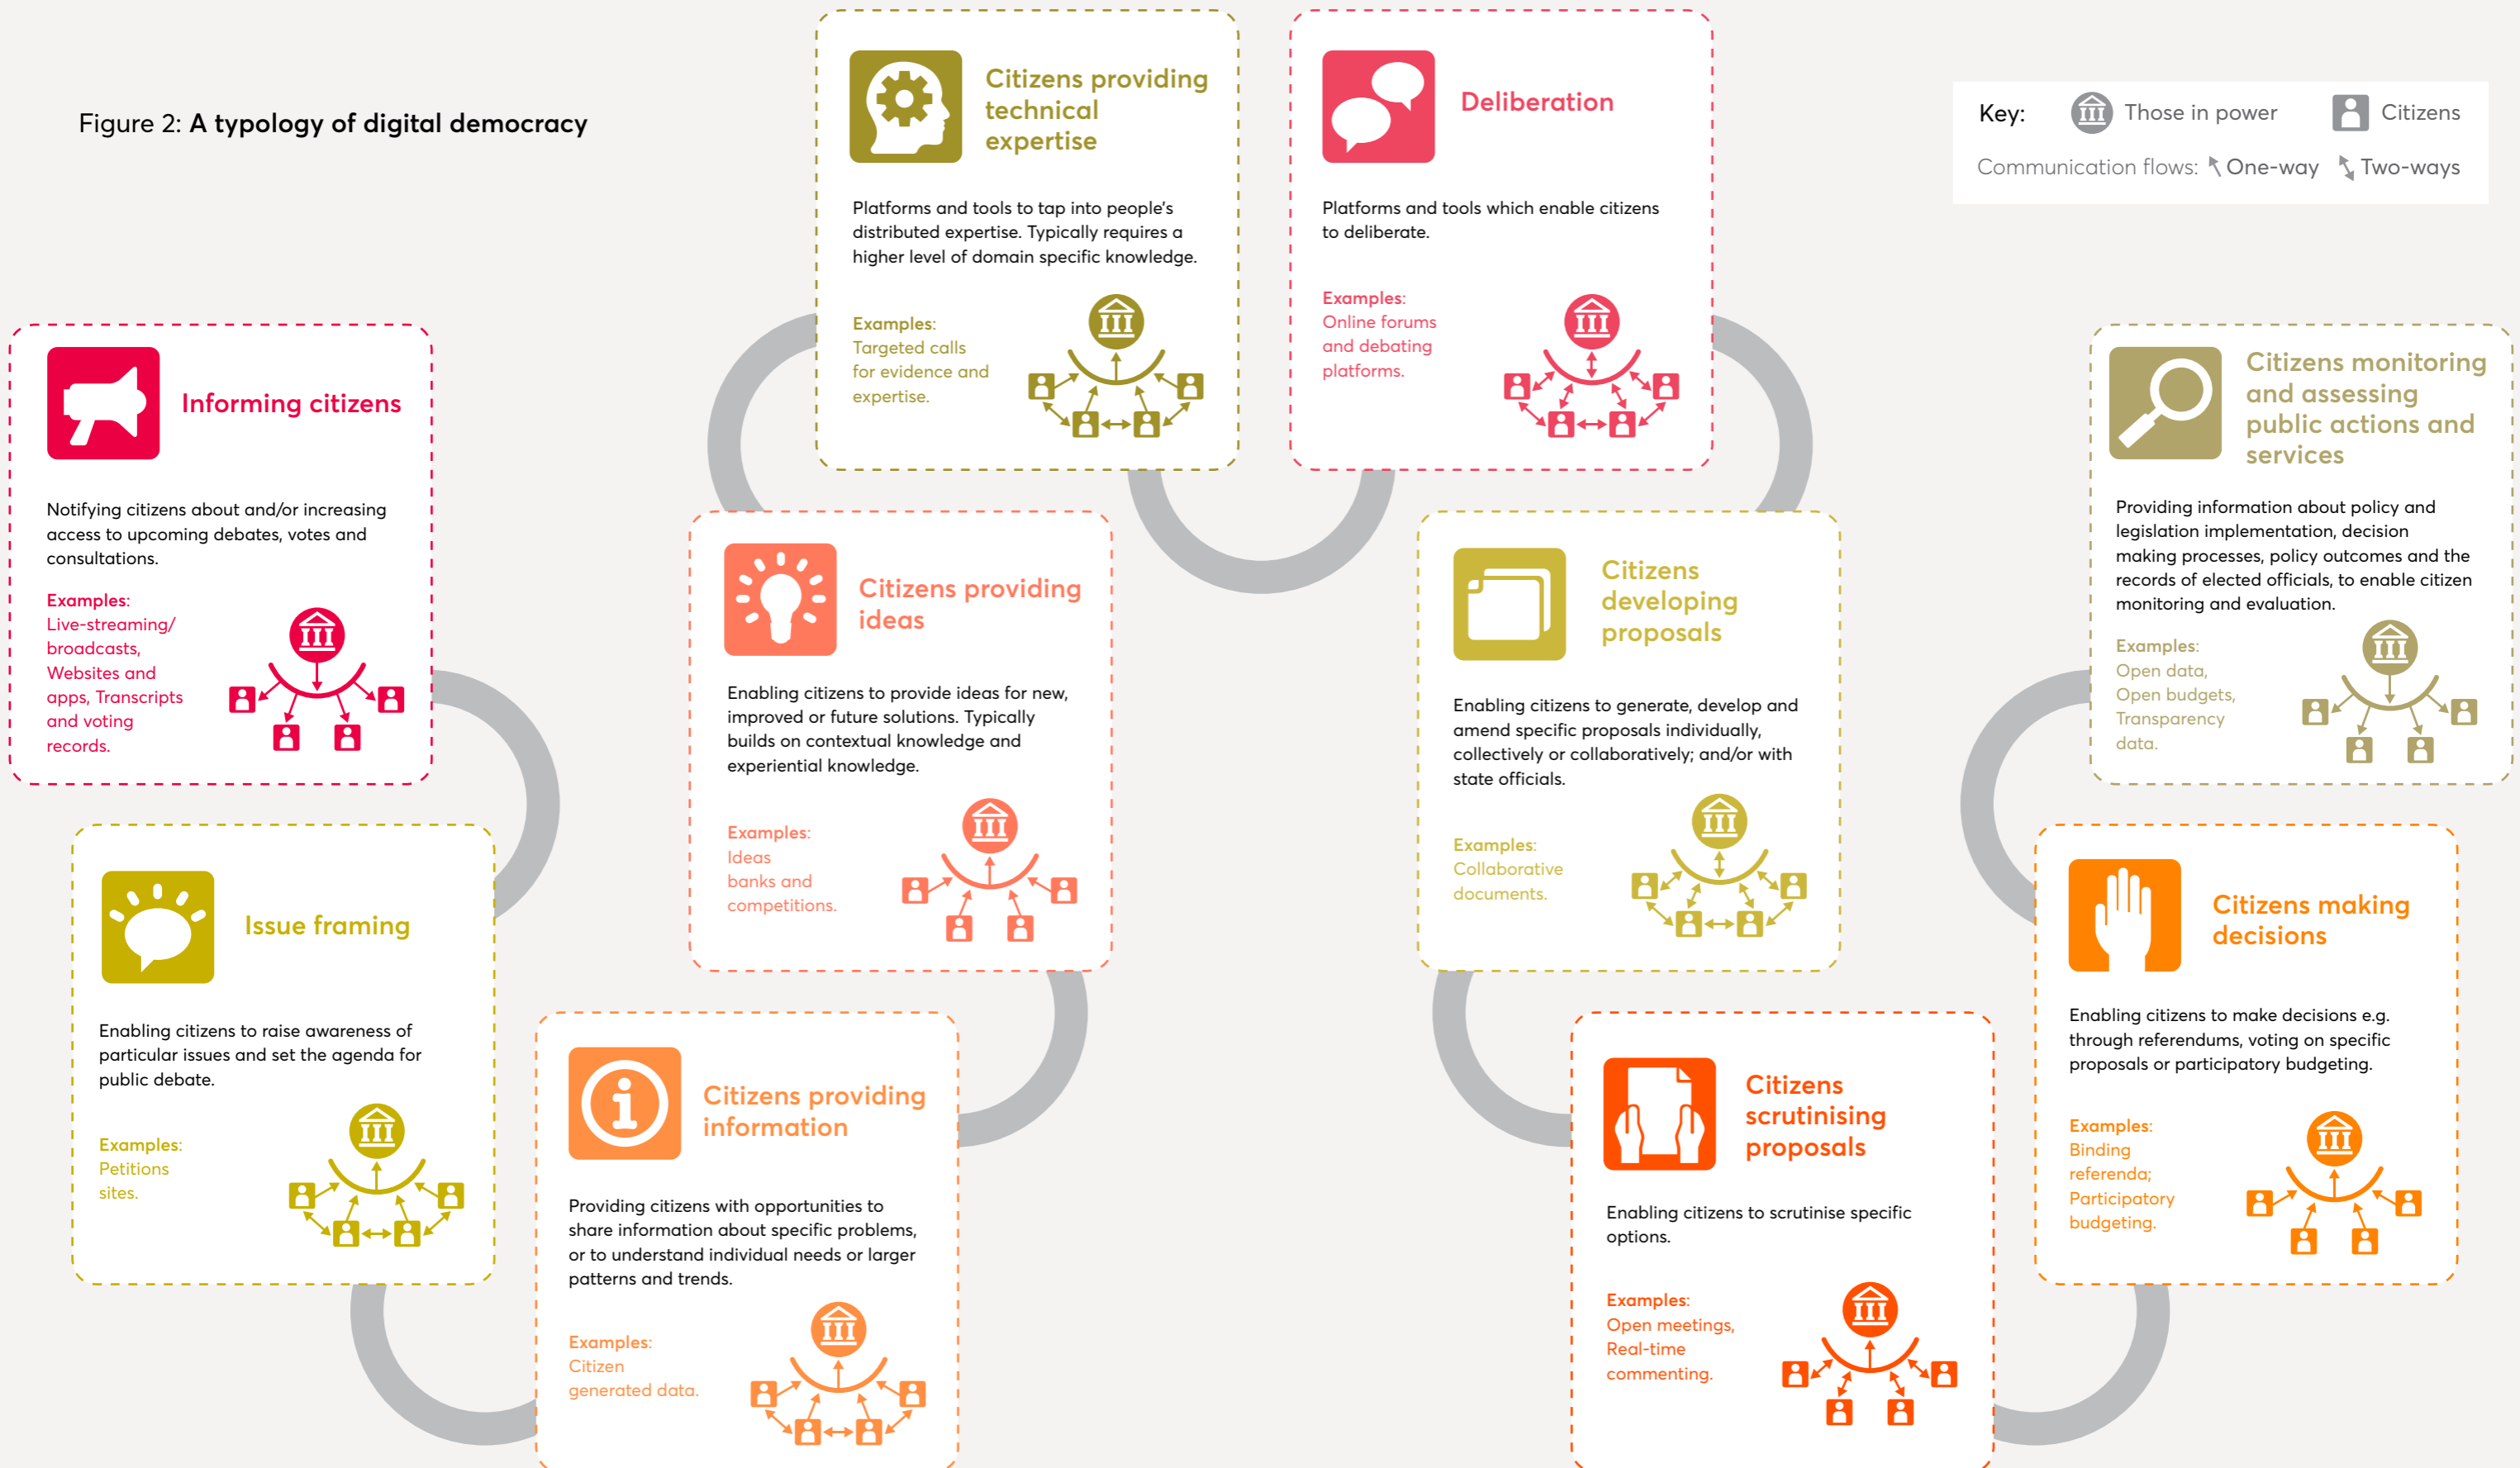 Figure 2: A typology of digital democracy
Key: Those in power Citizens
Communication flows: One-way Two-ways
Informing citizens
Notifying citizens about and/or increasing
access to upcoming debates, votes and
consultations.
Examples:
Live-streaming/
broadcasts,
Websites and
apps, Transcripts
and voting
records.
Issue framing
Enabling citizens to raise awareness of
particular issues and set the agenda for
public debate.
Examples:
Petitions
sites.
Citizens providing
information
Providing citizens with opportunities to
share information about specific problems,
or to understand individual needs or larger
patterns and trends.
Examples:
Citizen
generated data.
Citizens providing
ideas
Enabling citizens to provide ideas for new,
improved or future solutions. Typically
builds on contextual knowledge and
experiential knowledge.
Examples:
Ideas
banks and
competitions.
Citizens providing
technical
expertise
Platforms and tools to tap into people's
distributed expertise. Typically requires a
higher level of domain specific knowledge.
Examples:
Targeted calls
for evidence and
expertise.
Deliberation
Platforms and tools which enable citizens
to deliberate.
Examples:
Online forums
and debating
platforms.
Citizens
developing
proposals
Enabling citizens to generate, develop and
amend specific proposals individually,
collectively or collaboratively; and/or with
state officials.
Examples:
Collaborative
documents.
Citizens
scrutinising
proposals
Enabling citizens to scrutinise specific
options.
Examples:
Open meetings,
Real-time
commenting.
Citizens making
decisions
Enabling citizens to make decisions e.g.
through referendums, voting on specific
proposals or participatory budgeting.
Examples:
Binding
referenda;
Participatory
budgeting.
Citizens monitoring
and assessing
public actions and
services
Providing information about policy and
legislation implementation, decision
making processes, policy outcomes and the
records of elected officials, to enable citizen
monitoring and evaluation.
Examples:
Open data,
Open budgets,
Transparency
data.